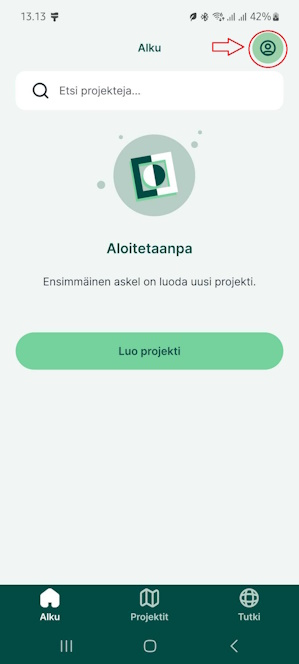 13.13 42%
Alku
Etsi projekteja...
Aloitetaanpa
Ensimmäinen askel on luoda uusi projekti.
Luo projekti
Alku Projektit Tutki